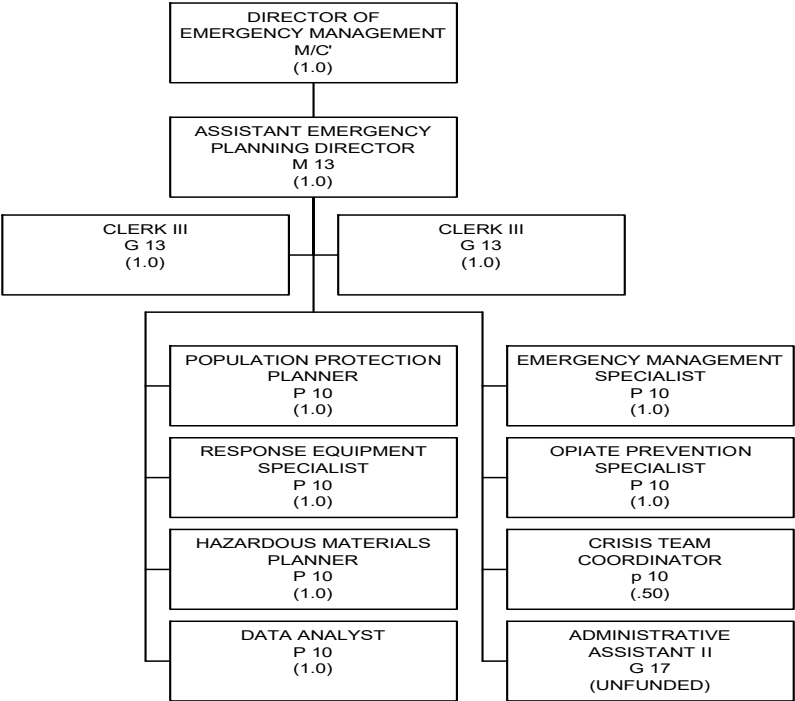 DIRECTOR OF
EMERGENCY MANAGEMENT
M/C'
(1.0)
ASSISTANT EMERGENCY
PLANNING DIRECTOR
M 13
(1.0)
CLERK III
G 13
(1.0)
CLERK III
G 13
(1.0)
POPULATION PROTECTION
PLANNER
P 10
(1.0)
EMERGENCY MANAGEMENT
SPECIALIST
P 10
(1.0)
RESPONSE EQUIPMENT
SPECIALIST
P 10
(1.0)
OPIATE PREVENTION
SPECIALIST
P 10
(1.0)
HAZARDOUS MATERIALS
PLANNER
P 10
(1.0)
CRISIS TEAM
COORDINATOR
p 10
(.50)
DATA ANALYST
P 10
(1.0)
ADMINISTRATIVE
ASSISTANT II
G 17
(UNFUNDED)